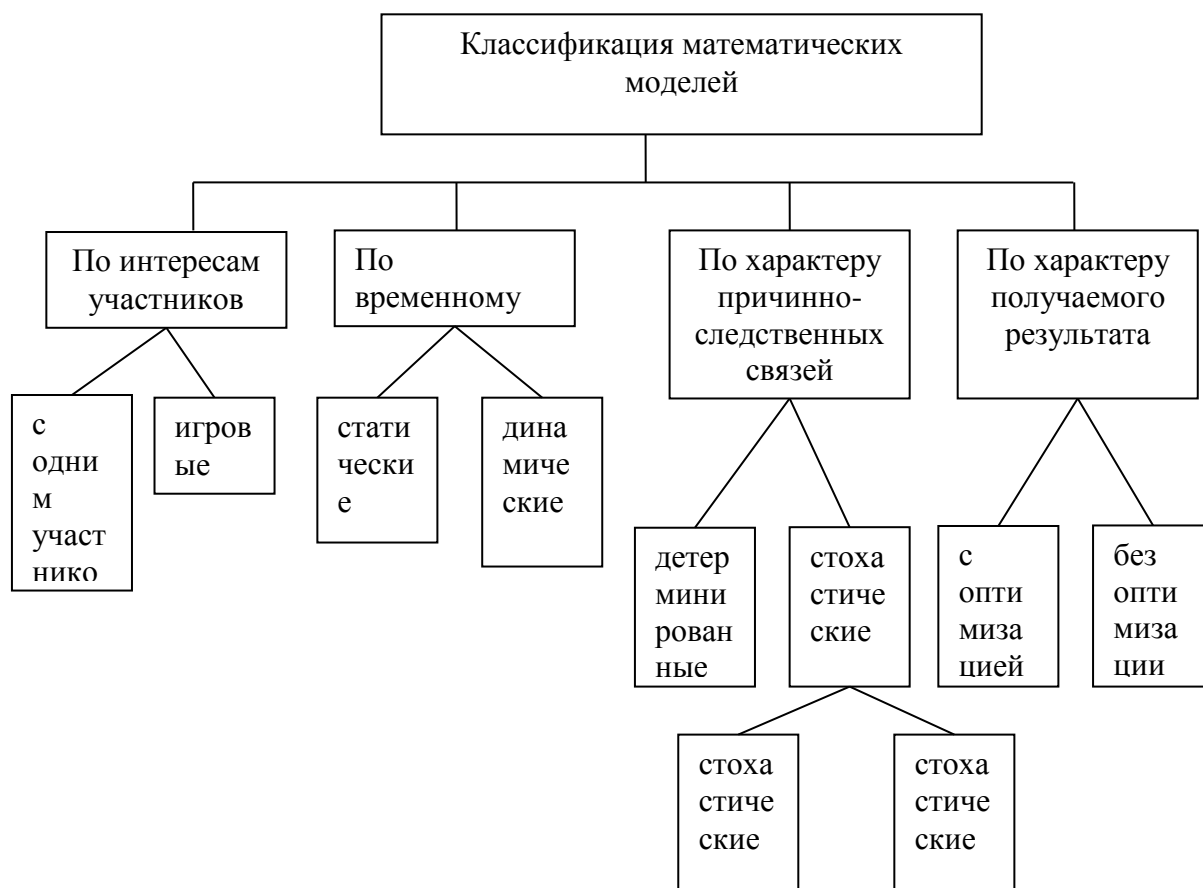 Классификация математических
моделей
По интересам
участников
По
временному
По характеру
причинно-
следственных
связей
По характеру
получаемого
результата
с
одни
м
участ
нико
игров
ые
стати
чески
е
дина
миче
ские
детер
мини
рован
ные
стоха
стиче
ские
с
опти
миза
цией
без
опти
миза
ции
стоха
стиче
ские
стоха
стиче
ские